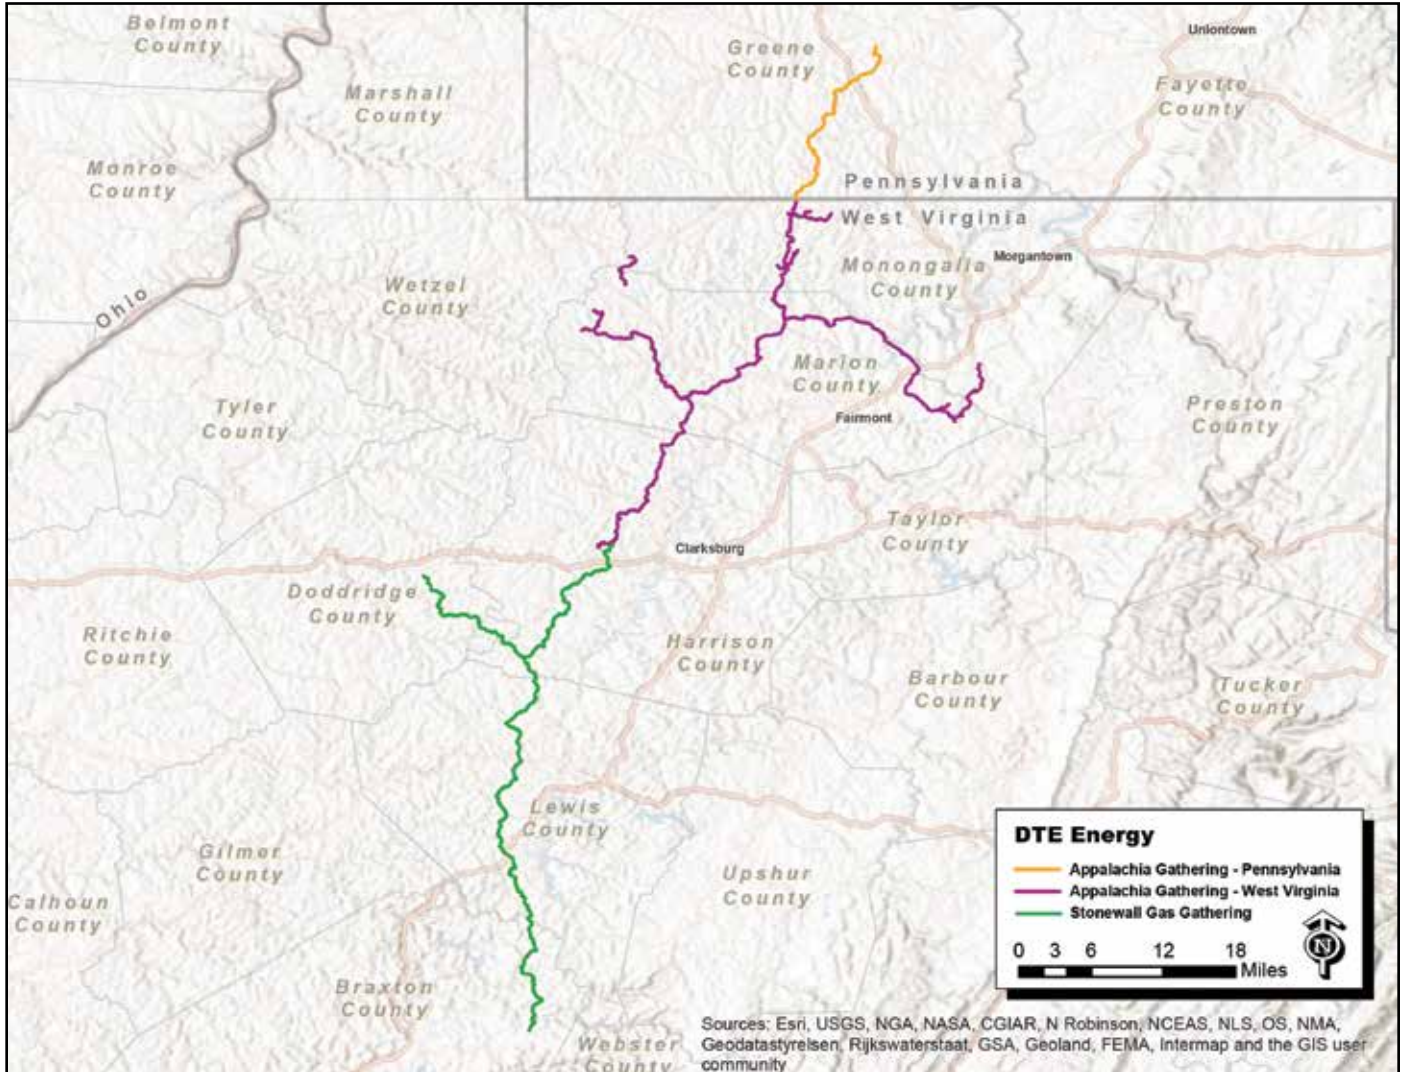 Belmont
County
Uniontown
Greene
County
Fayette
County
Marshall
County
Monroe
County
Pennsylvania
West Virginia
Morgantown
Monongalia
County
Wetzel
County
Ohio
Marion
County
Fairmont
Preston
County
Tyler
County
Taylor
County
Clarksburg
Doddridge
County
Ritchie
County
Harrison
County
Barbour
County
Tucker
County
Lewis
County
Gilmer
County
Upshur
County
Calhoun
County
Braxton
County
Webster
County
DTE Energy
Appalachia Gathering - Pennsylvania
Appalachia Gathering - West Virginia
Stonewall Gas Gathering
0 3 6 12 18
Miles
N
Sources: Esri, USGS, NGA, NASA, CGIAR, N Robinson, NCEAS, NLS, OS, NMA,
Geodatastyrelsen, Rijkswaterstaat, GSA, Geoland, FEMA, Intermap and the GIS user
community